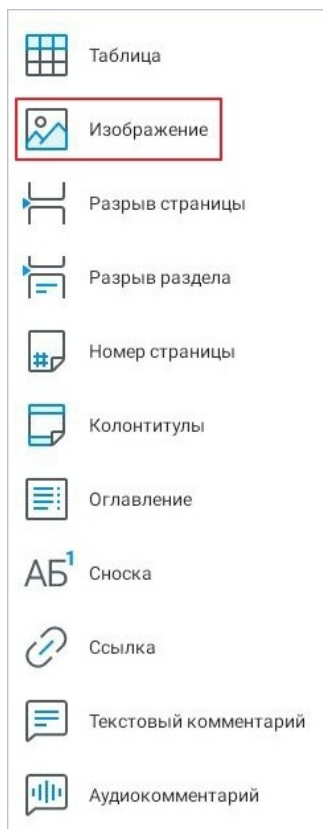 Таблица
Изображение
Разрыв страницы
Разрыв раздела
#
Номер страницы
Колонтитулы
Оглавление
АБ1 Сноска
Ссылка
Текстовый комментарий
Аудиокомментарий